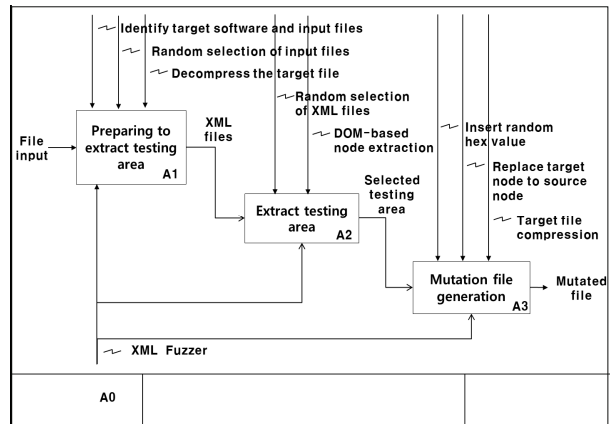 Identify target software and input files
Random selection of input files
Decompress the target file
Random selection
of XML files
DOM-based
node extraction
Insert random
hex value
Replace target
node to source
node
Target file
compression
File
input
Preparing to
extract testing
area
A1
XML
files
Extract testing
area
A2
Selected
testing
area
Mutation file
generation
A3
Mutated
file
XML Fuzzer
A0